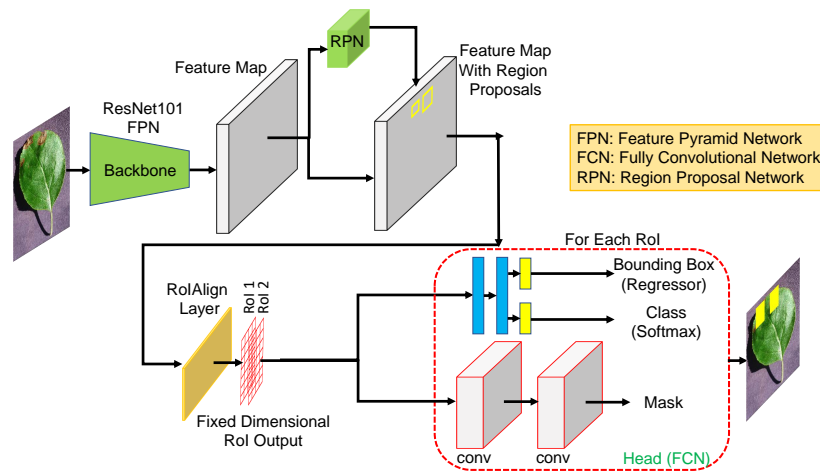 RPN
Feature Map
Feature Map
With Region
Proposals
ResNet101
FPN
Backbone
FPN: Feature Pyramid Network
FCN: Fully Convolutional Network
RPN: Region Proposal Network
For Each RoI
Bounding Box
(Regressor)
Class
(Softmax)
RoIAlign
Layer
RoI 1
RoI 2
Fixed Dimensional
RoI Output
Mask
conv
conv
Head (FCN)